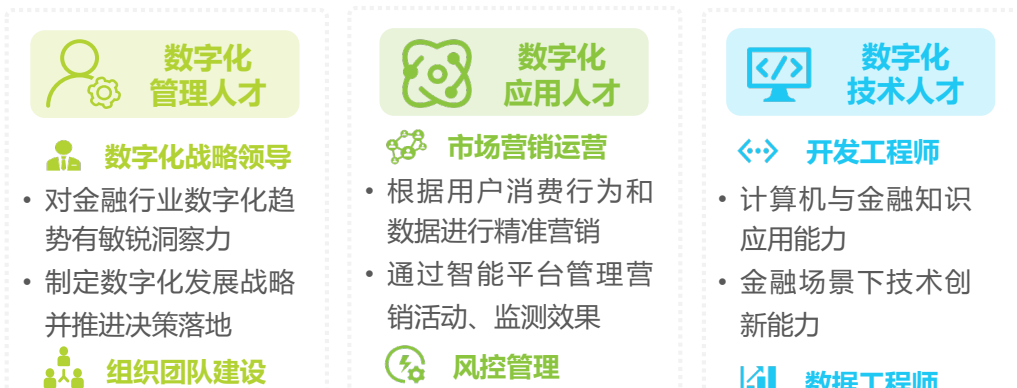 数字化
管理人才
数字化战略领导
• 对金融行业数字化趋
势有敏锐洞察力
• 制定数字化发展战略
并推进决策落地
组织团队建设
数字化
应用人才
市场营销运营
• 根据用户消费行为和
数据进行精准营销
• 通过智能平台管理营
销活动、监测效果
风控管理
数字化
技术人才
开发工程师
• 计算机与金融知识
应用能力
• 金融场景下技术创
新能力
数据工程师